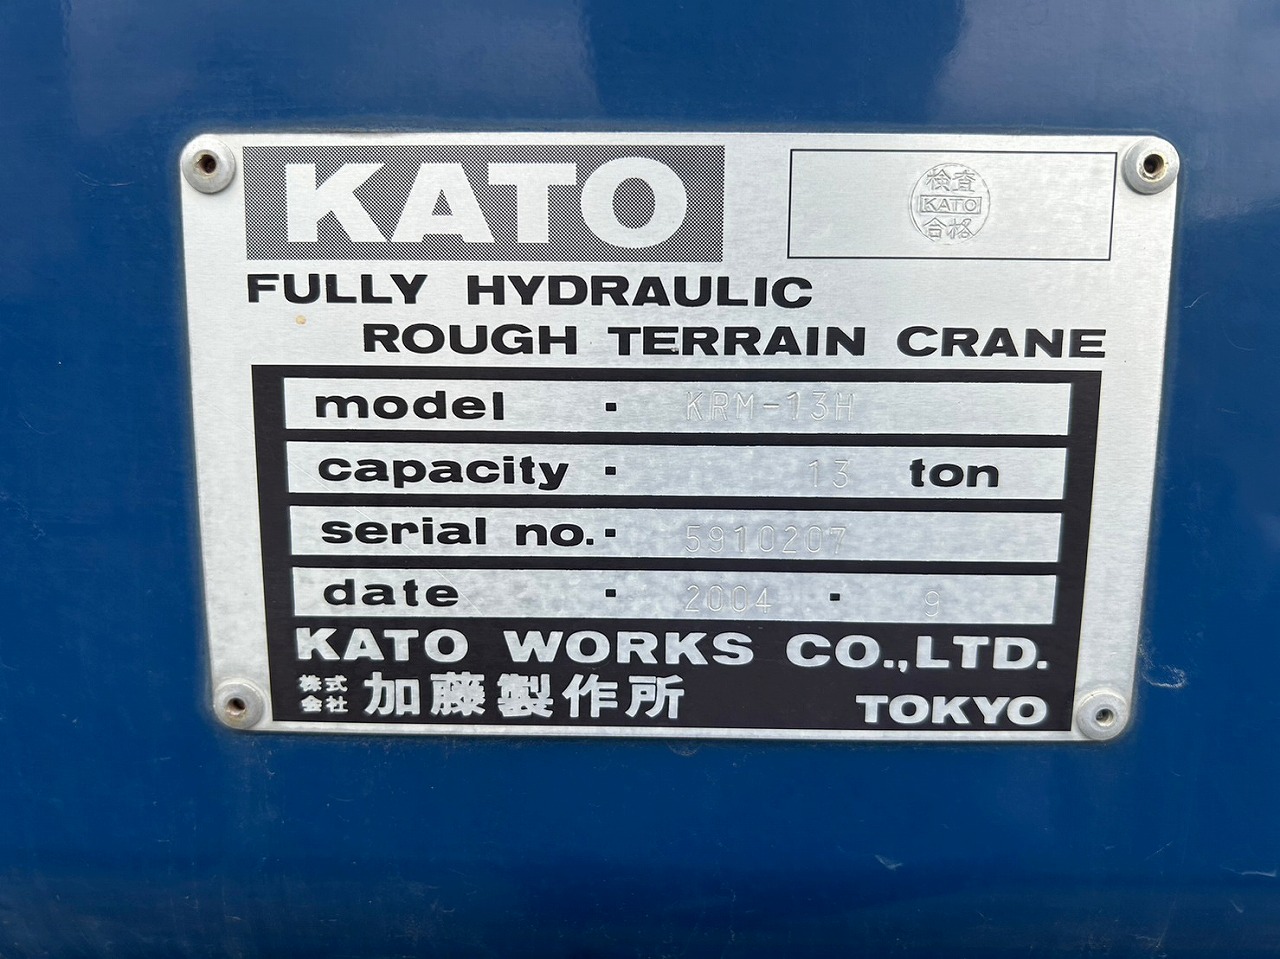 KATO
検査
KATO
合格
FULLY HYDRAULIC
ROUGH TERRAIN CRANE
model ・ KRM-13H
capacity ・ 13 ton
serial no.・ 5910207
date ・ 2004 ・ 9
KATO WORKS CO.,LTD.
株式会社 加藤製作所 TOKYO